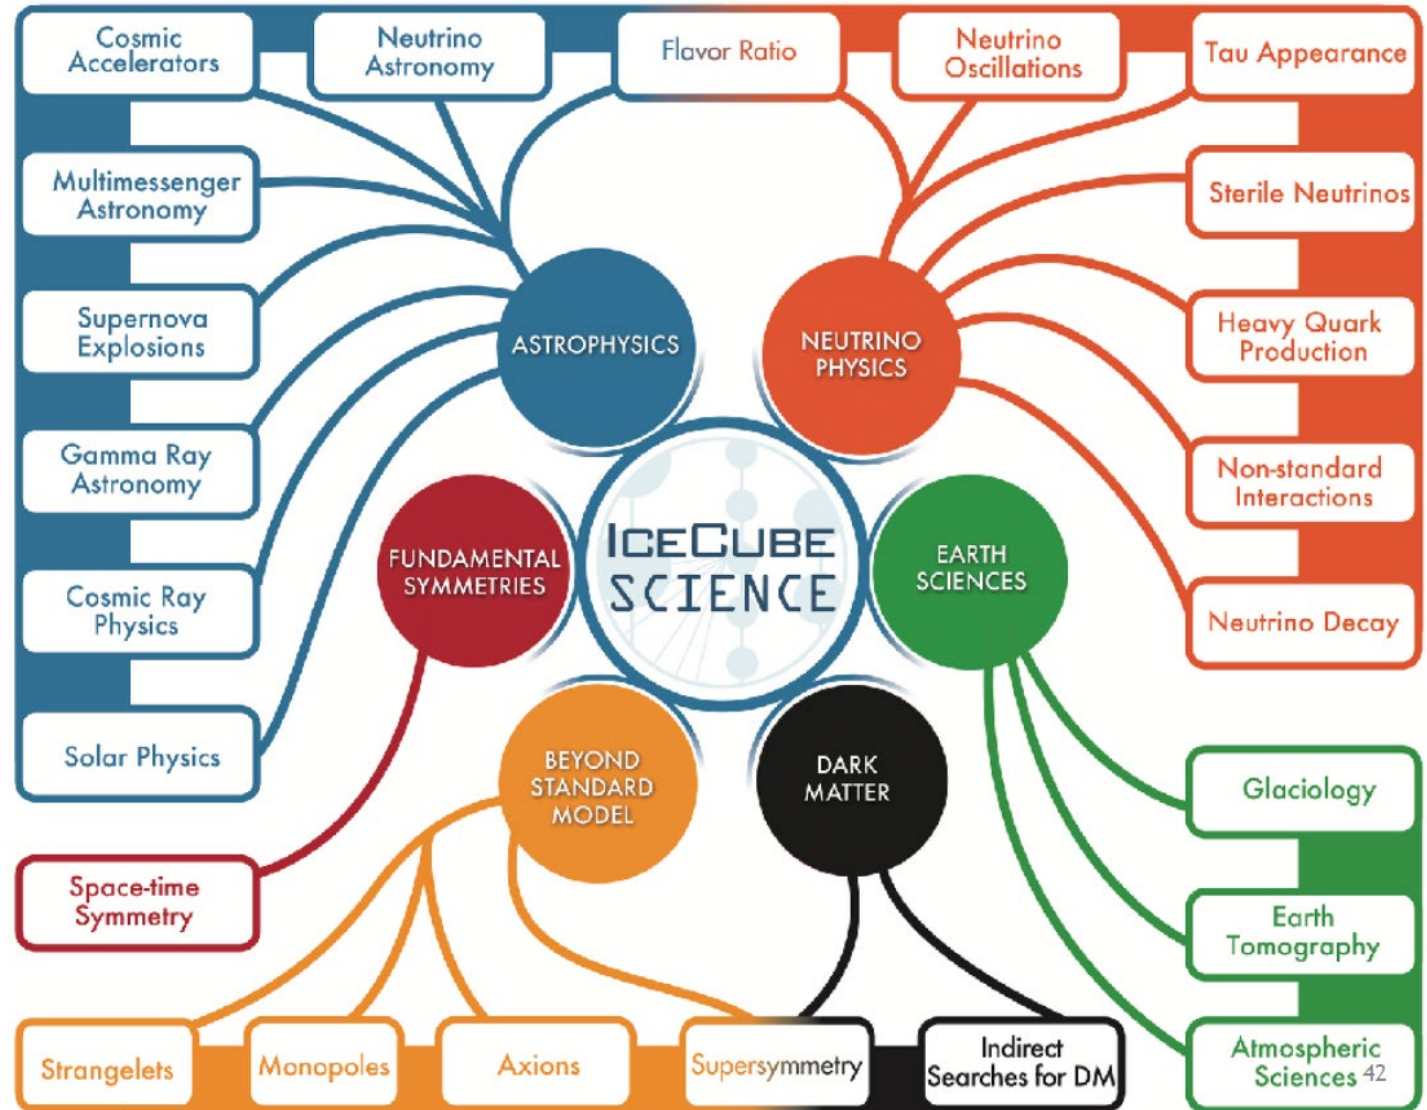 Cosmic
Accelerators
Neutrino
Astronomy
Flavor Ratio
Neutrino
Oscillations
Tau Appearance
Multimessenger
Astronomy
Sterile Neutrinos
Supernova
Explosions
Heavy Quark
Production
ASTROPHYSICS
NEUTRINO
PHYSICS
Gamma Ray
Astronomy
Non-standard
Interactions
FUNDAMENTAL
SYMMETRIES
ICECUBE
SCIENCE
EARTH
SCIENCES
Cosmic Ray
Physics
Neutrino Decay
Solar Physics
BEYOND
STANDARD
MODEL
DARK
MATTER
Glaciology
Space-time
Symmetry
Earth
Tomography
Strangelets
Monopoles
Axions
Supersymmetry
Indirect
Searches for DM
Atmospheric
Sciences
42